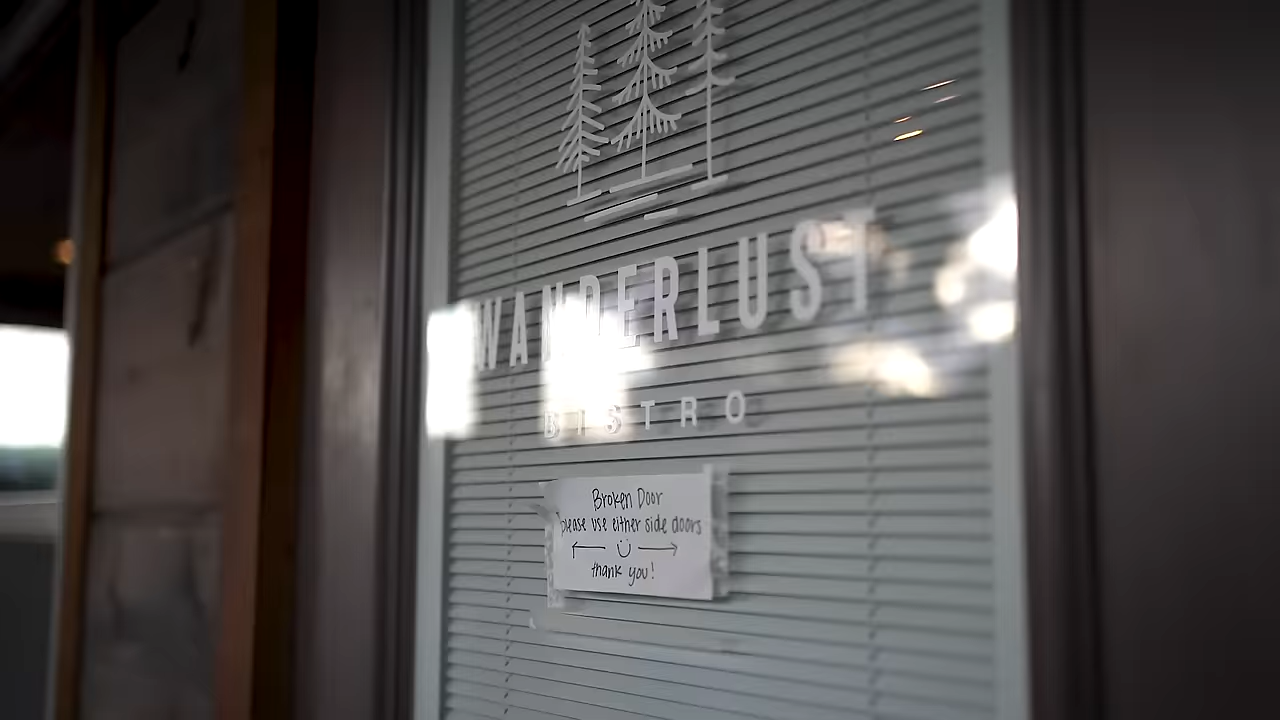 WANDERLUST
BISTRO
Broken Door
please use either side doors
← ü →
thank you!